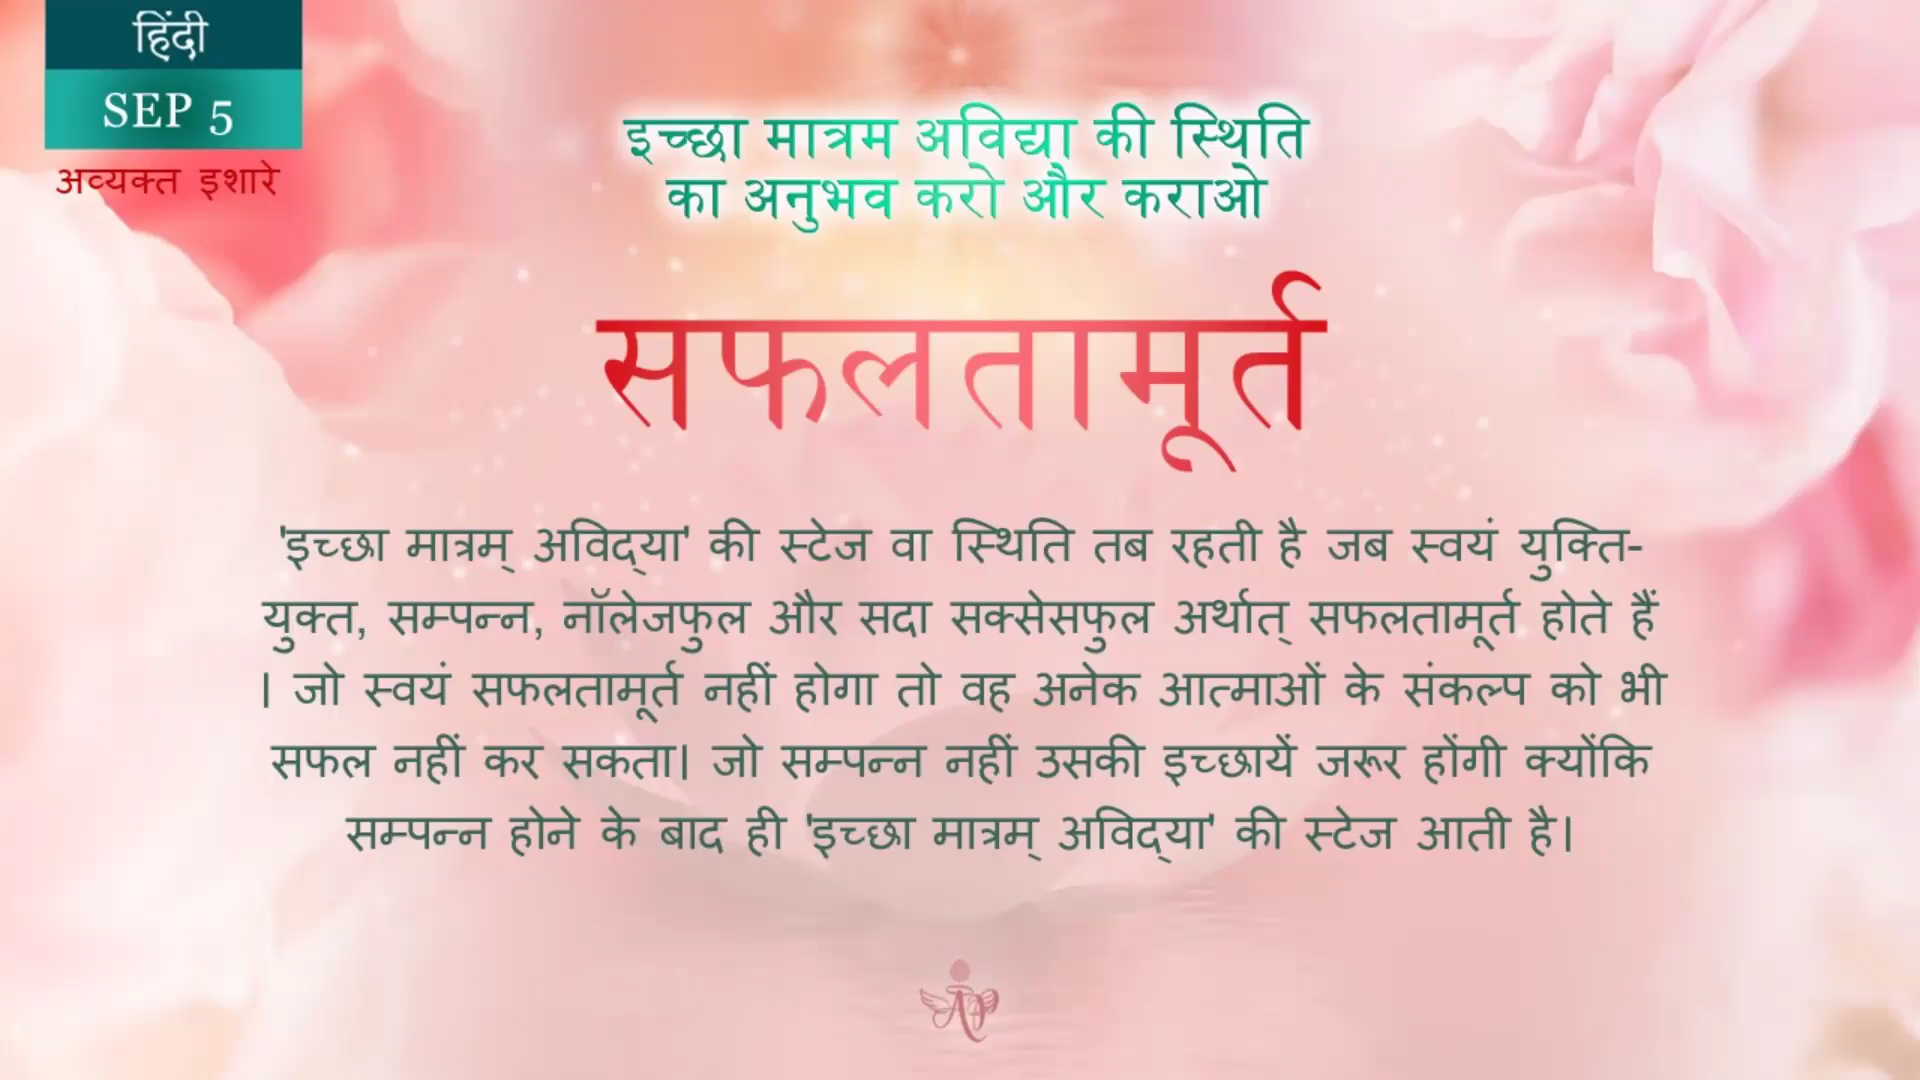 हिंदी
SEP 5
अव्यक्त इशारे
इच्छा मात्रम अविद्या की स्थिति
का अनुभव करो और कराओ
सफलतामूर्त
'इच्छा मात्रम् अविद्या' की स्टेज वा स्थिति तब रहती है जब स्वयं युक्ति-
युक्त, सम्पन्न, नॉलेजफुल और सदा सक्सेसफुल अर्थात् सफलतामूर्त होते हैं
। जो स्वयं सफलतामूर्त नहीं होगा तो वह अनेक आत्माओं के संकल्प को भी
सफल नहीं कर सकता। जो सम्पन्न नहीं उसकी इच्छायें जरूर होंगी क्योंकि
सम्पन्न होने के बाद ही 'इच्छा मात्रम् अविद्या' की स्टेज आती है।